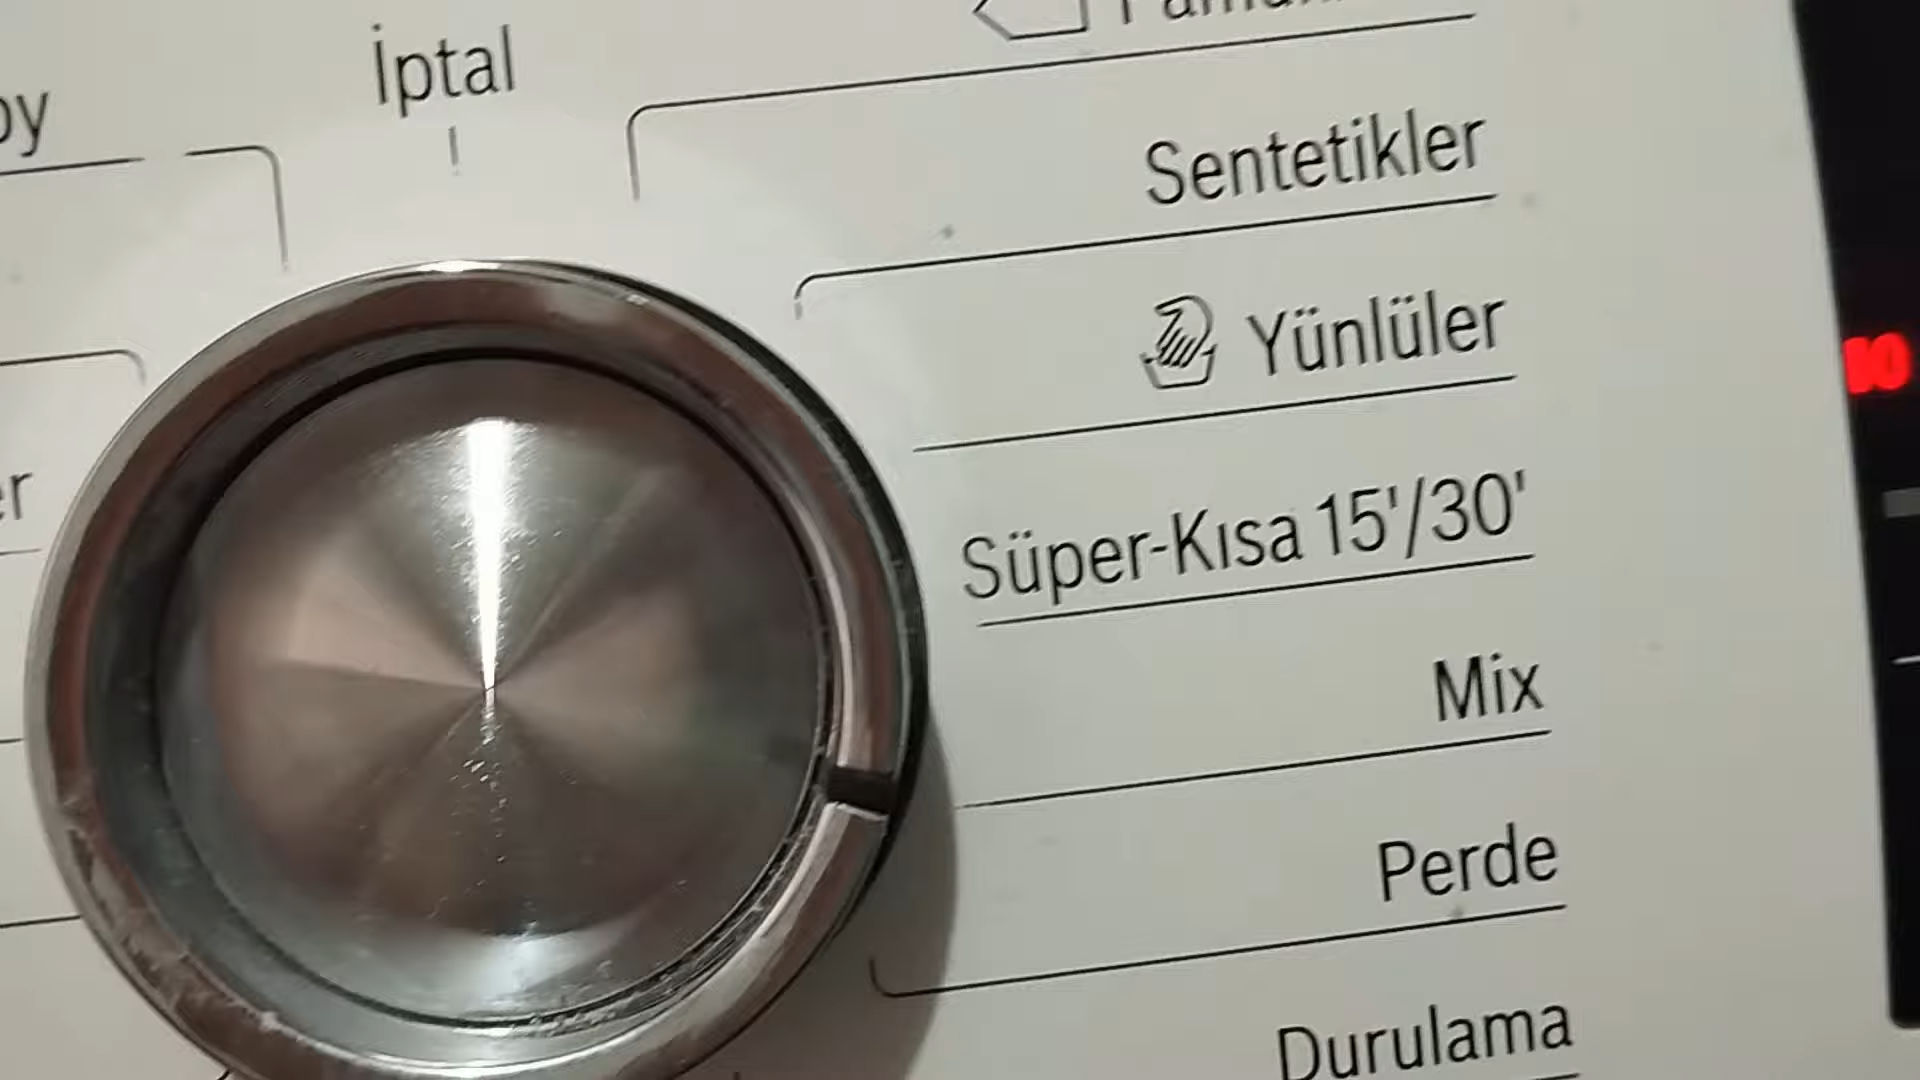 İptal
Sentetikler
Yünlüler
Süper-Kısa 15'/30'
Mix
Perde
Durulama